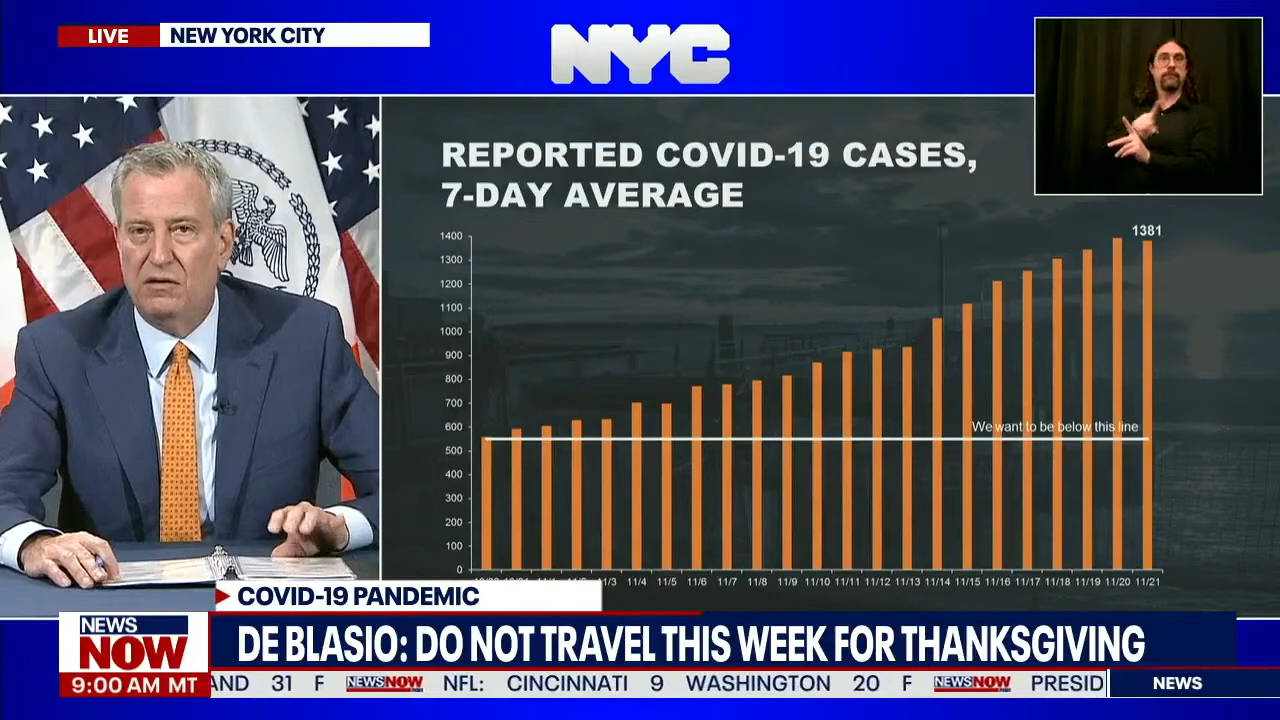 LIVE
NEW YORK CITY
NYC
REPORTED COVID-19 CASES,
7-DAY AVERAGE
1400
1300
1200
1100
1000
900
800
700
600
500
400
300
200
100
0
1381
We want to be below this line
11/3 11/4 11/5 11/6 11/7 11/8 11/9 11/10 11/11 11/12 11/13 11/14 11/15 11/16 11/17 11/18 11/19 11/20 11/21
COVID-19 PANDEMIC
NEWS
NOW
DE BLASIO: DO NOT TRAVEL THIS WEEK FOR THANKSGIVING
9:00 AM MT
AND 31 F NEWSNOW NFL: CINCINNATI 9 WASHINGTON 20 F NEWSNOW PRESID
NEWS